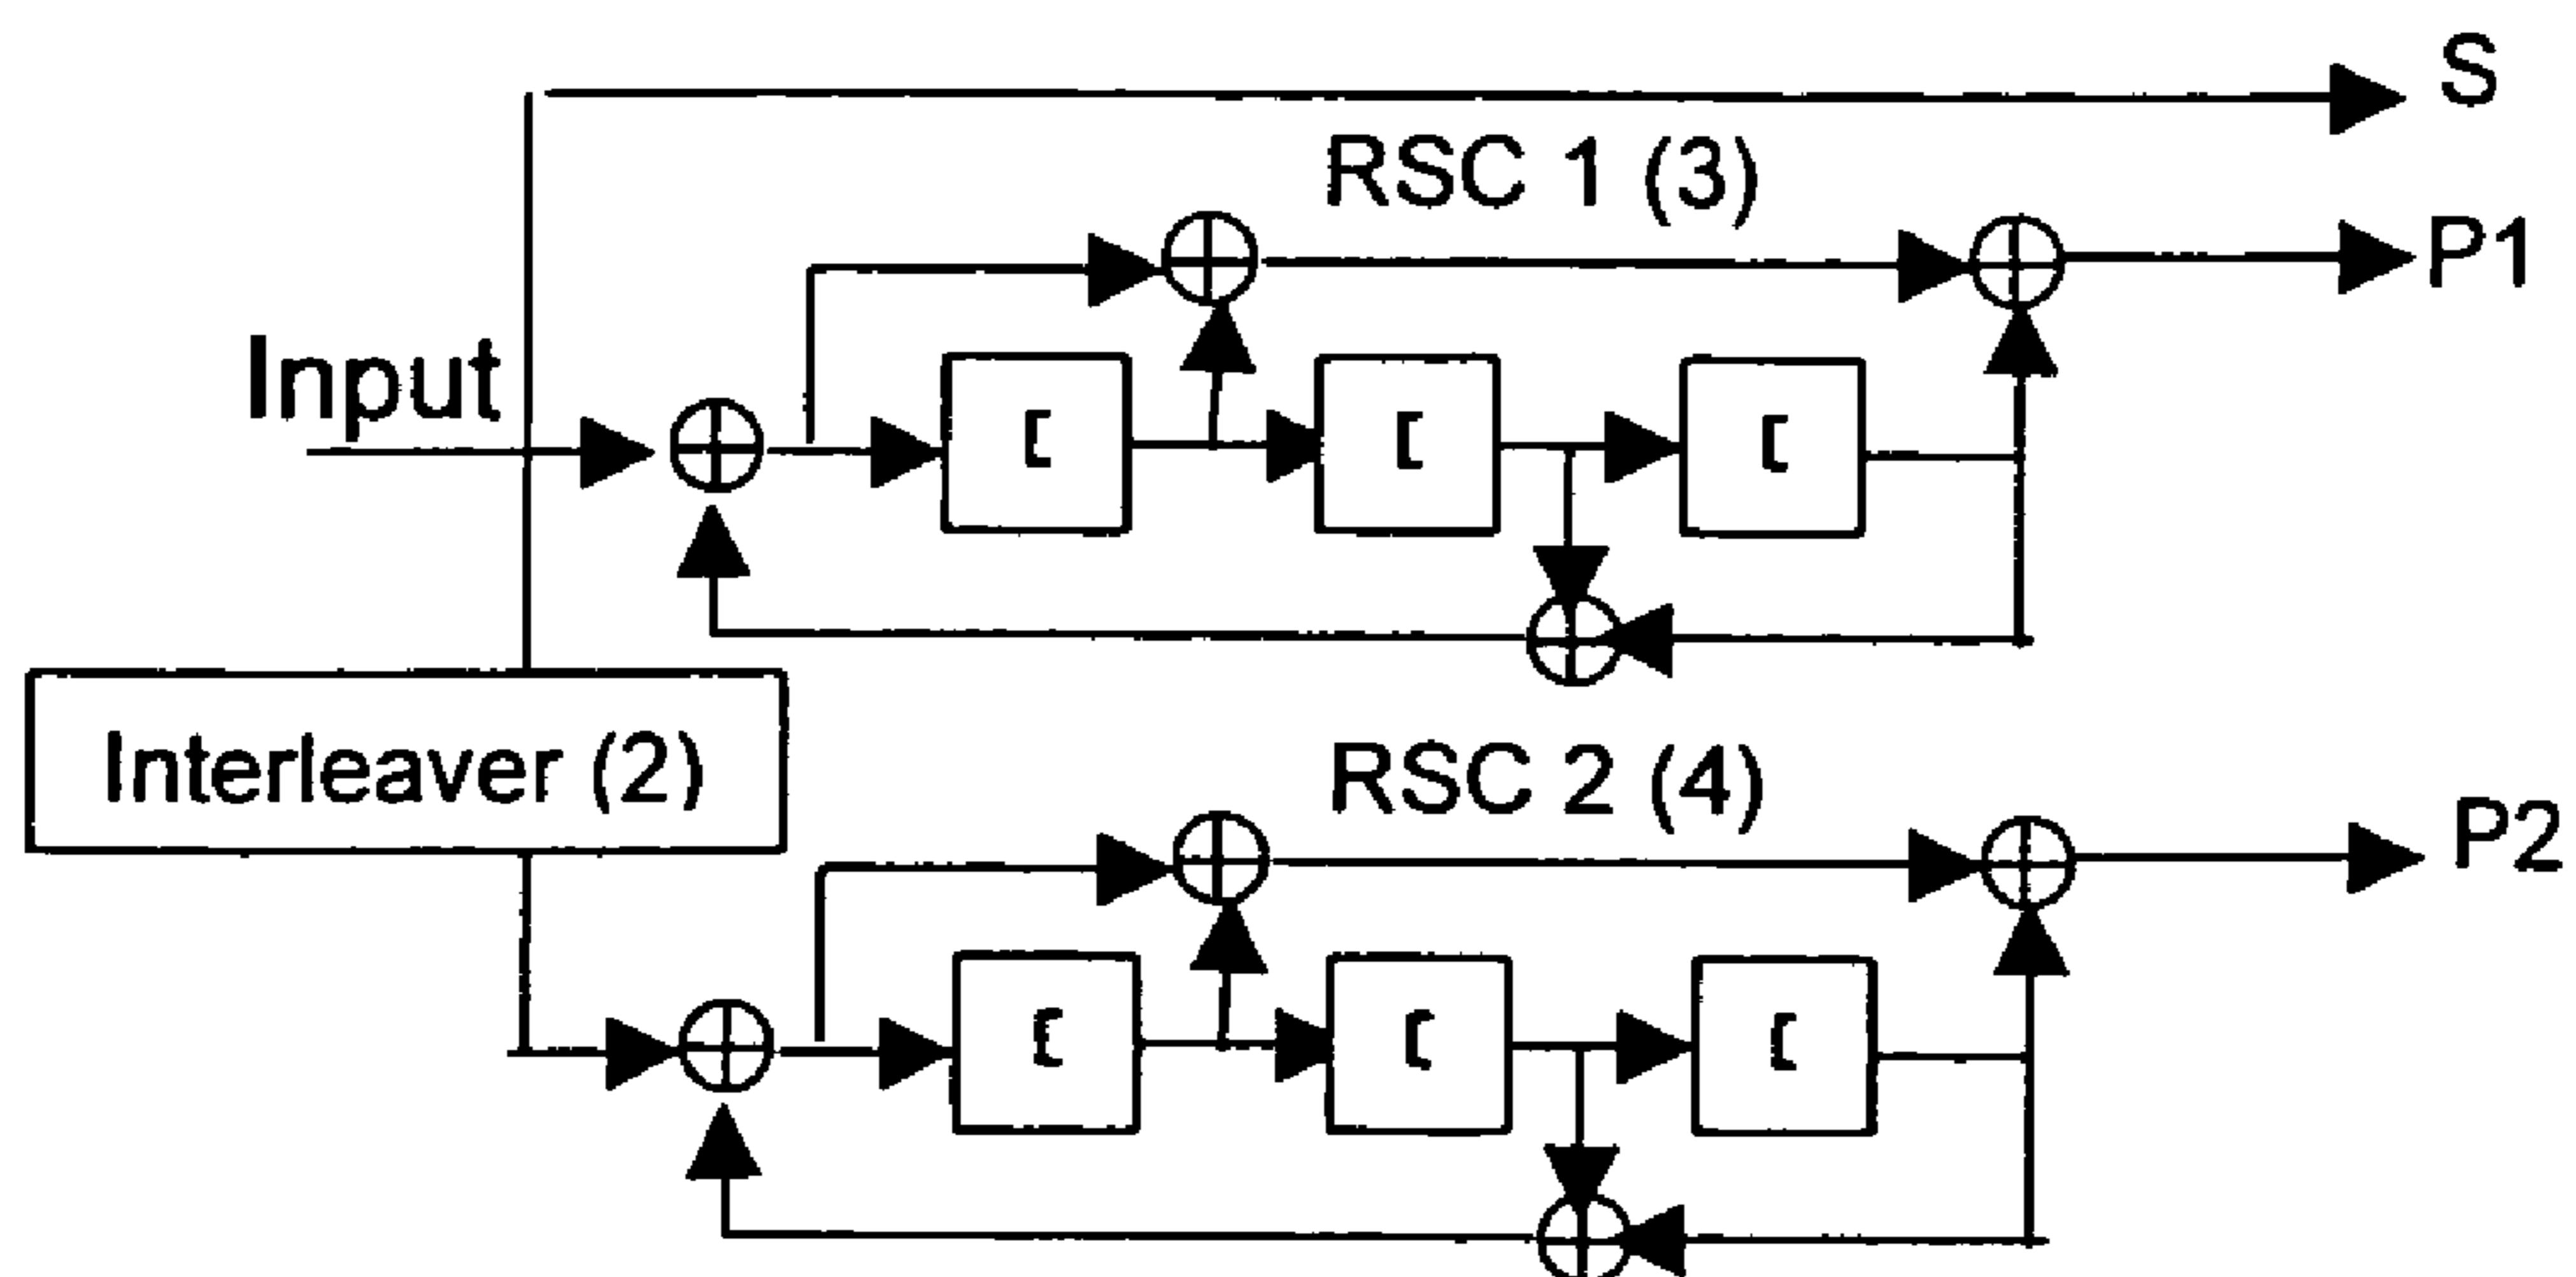 S
RSC 1 (3)
P1
Input
Interleaver (2)
RSC 2 (4)
P2